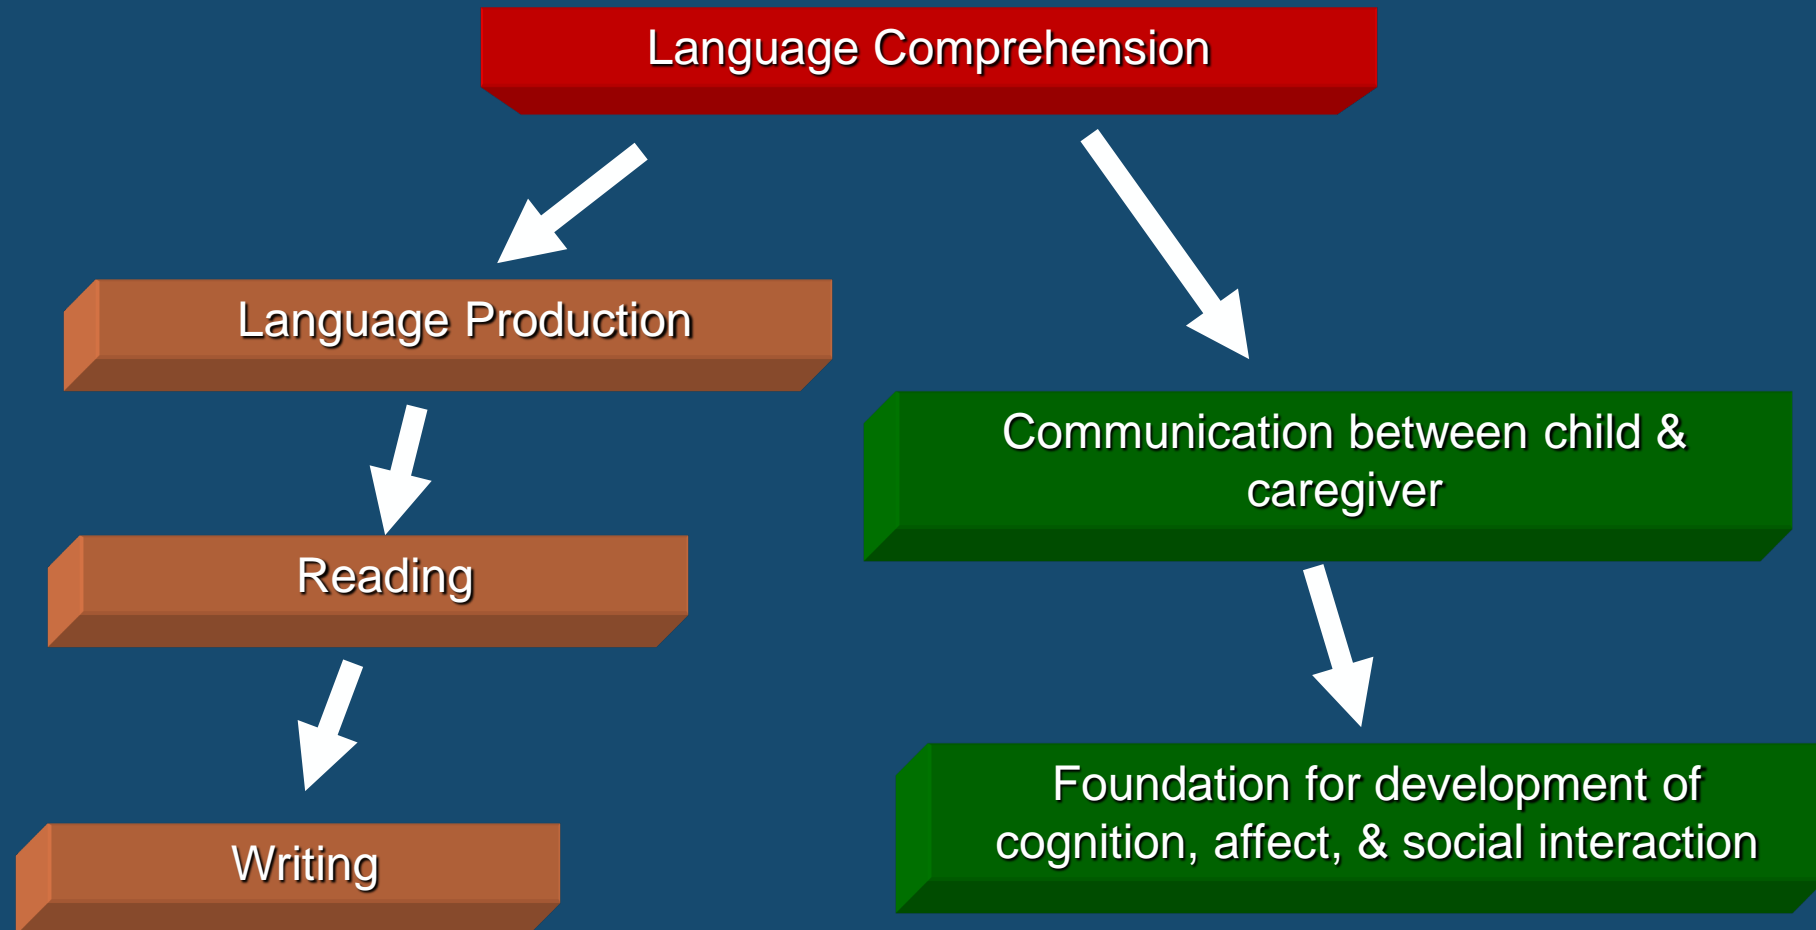 Language Comprehension
Language Production
Communication between child &
caregiver
Reading
Foundation for development of
cognition, affect, & social interaction
Writing